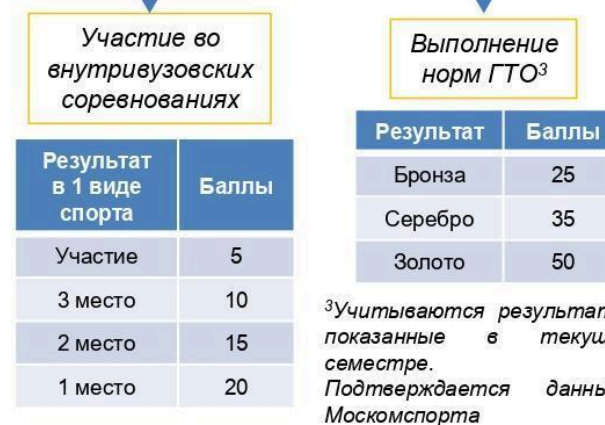 Участие во
внутривузовских
соревнованиях
Результат
в 1 виде
спорта
Баллы
Участие 5
3 место 10
2 место 15
1 место 20
Выполнение
норм ГТО³
Результат Баллы
Бронза 25
Серебро 35
Золото 50
³Учитываются
показанные в
семестре.
Подтверждается
Москомспорта